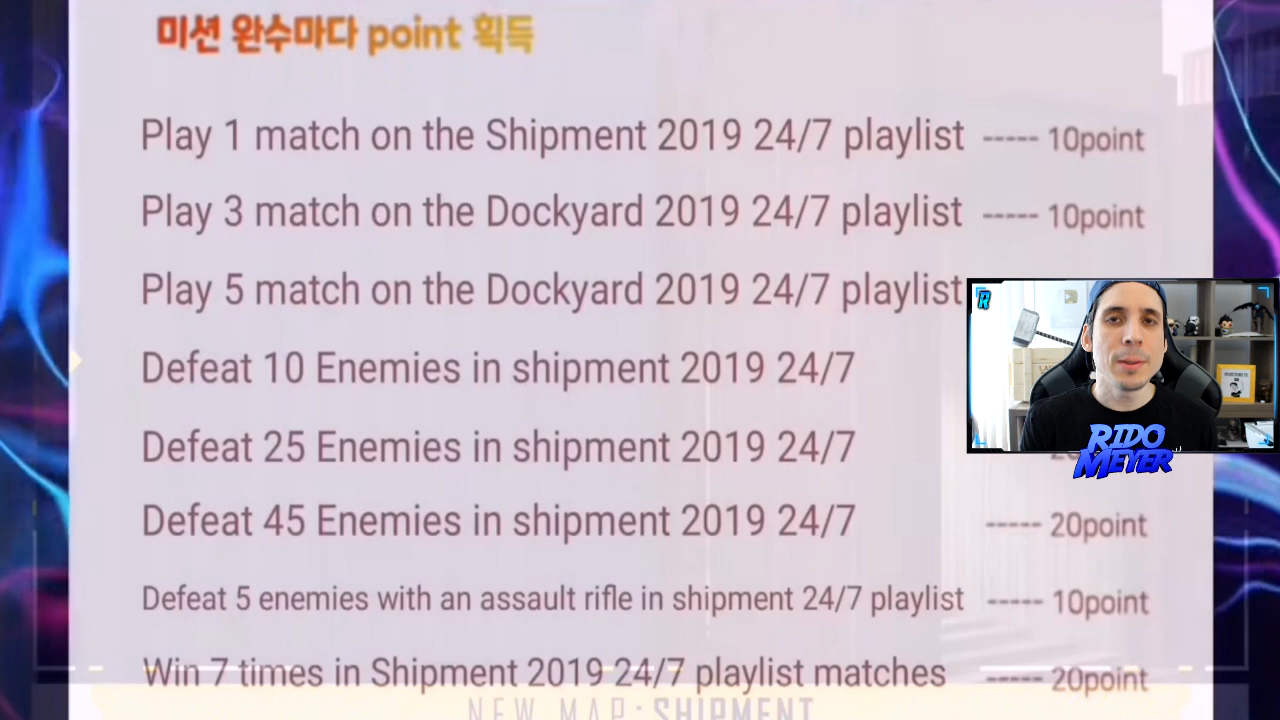 미션 완수마다 point 획득
Play 1 match on the Shipment 2019 24/7 playlist ----- 10point
Play 3 match on the Dockyard 2019 24/7 playlist ----- 10point
Play 5 match on the Dockyard 2019 24/7 playlist
Defeat 10 Enemies in shipment 2019 24/7
Defeat 25 Enemies in shipment 2019 24/7
Defeat 45 Enemies in shipment 2019 24/7 ----- 20point
Defeat 5 enemies with an assault rifle in shipment 24/7 playlist ----- 10point
Win 7 times in Shipment 2019 24/7 playlist matches ----- 20point
NEW MAP: SHIPMENT
R
RIDO
MEYER